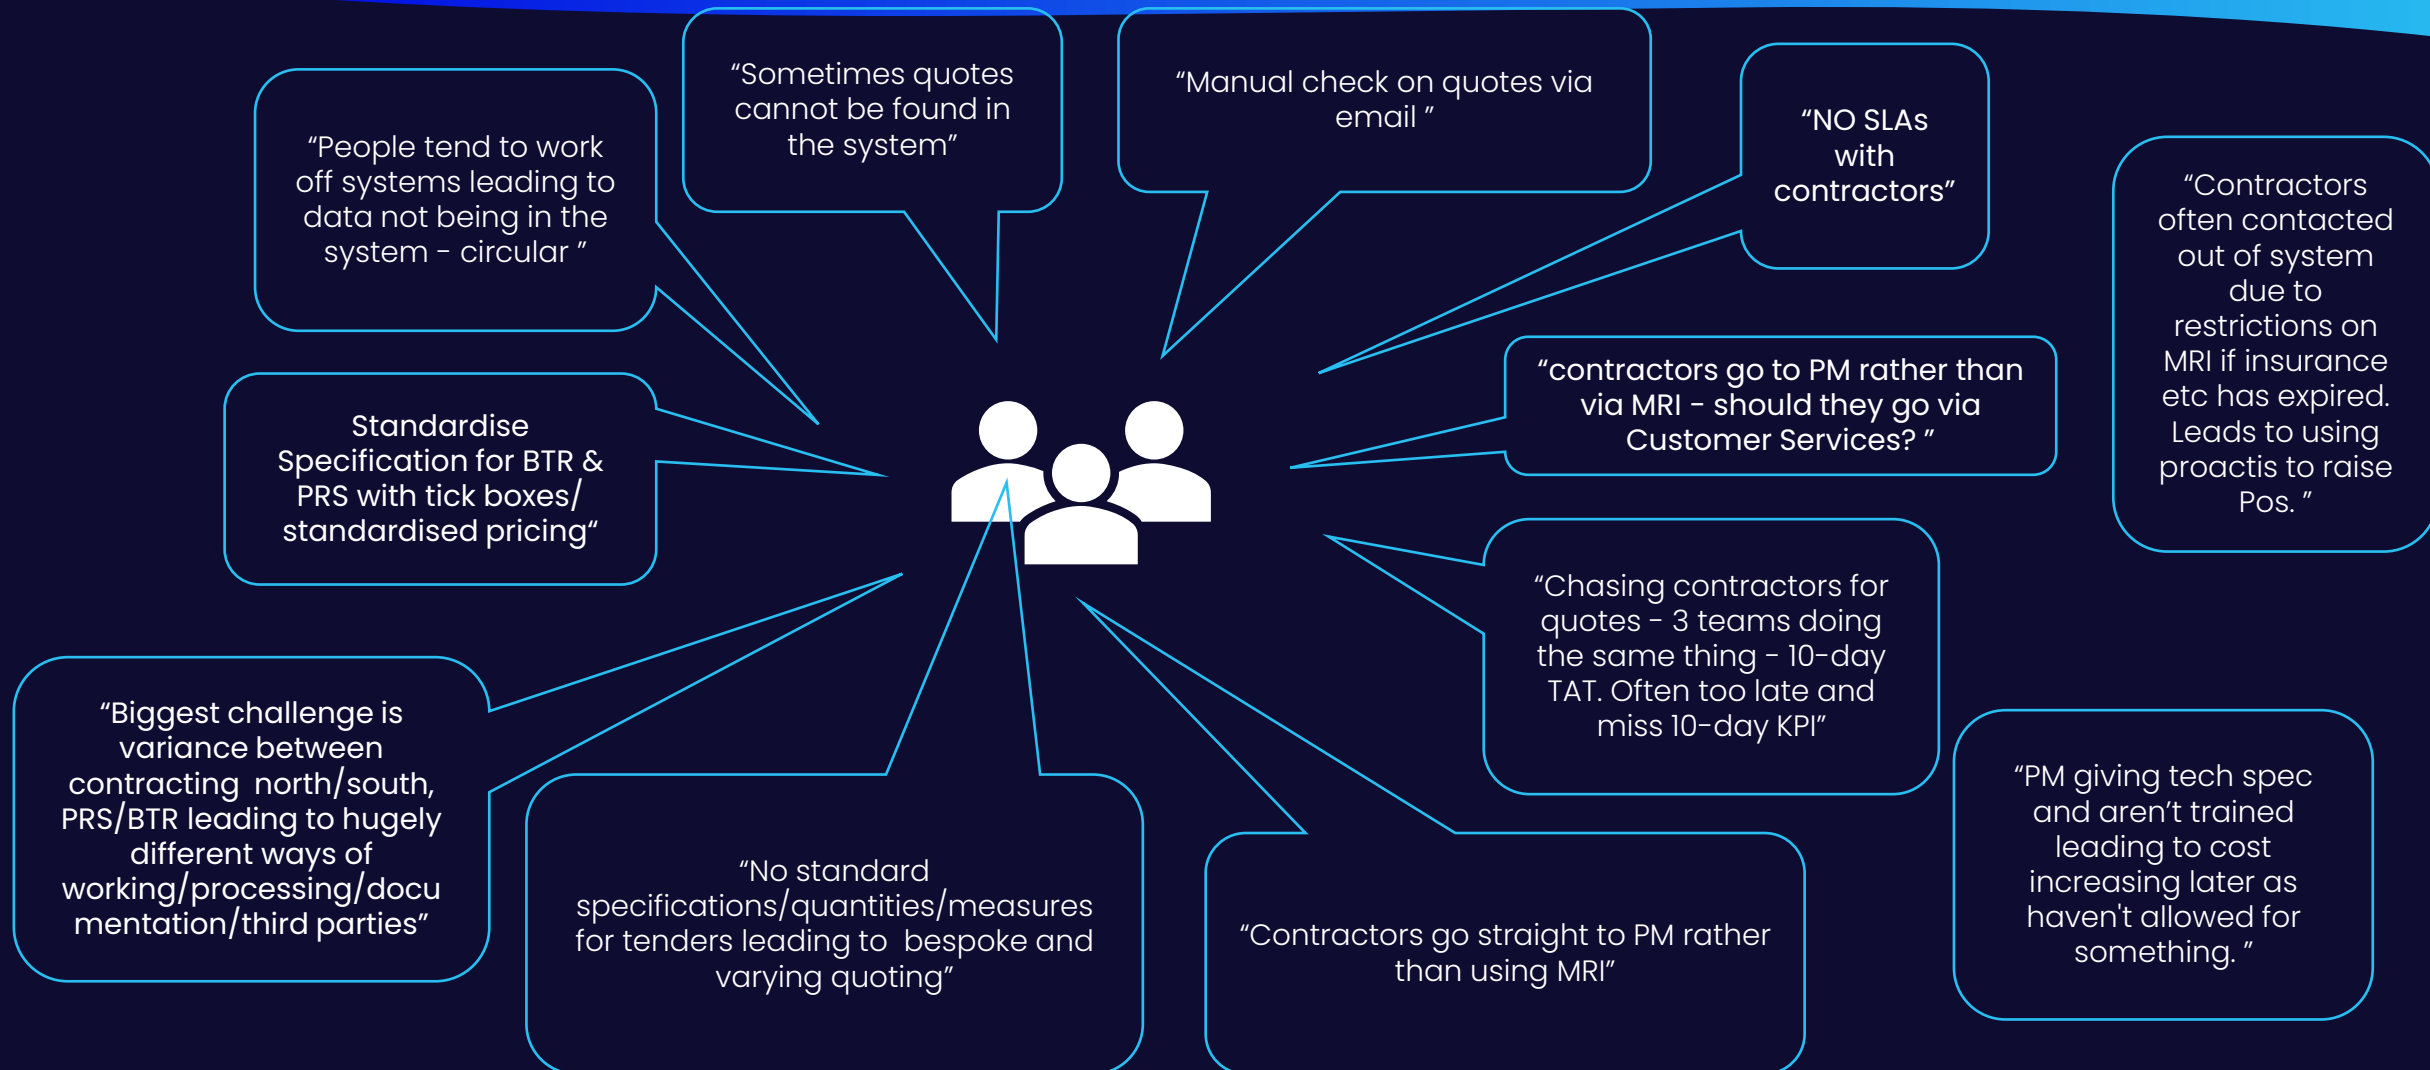 “Sometimes quotes
cannot be found in
the system”
“Manual check on quotes via
email ”
“NO SLAs
with
contractors”
“People tend to work
off systems leading to
data not being in the
system - circular ”
“Contractors
often contacted
out of system
due to
restrictions on
MRI if insurance
etc has expired.
Leads to using
proactis to raise
Pos. ”
“contractors go to PM rather than
via MRI - should they go via
Customer Services? ”
Standardise
Specification for BTR &
PRS with tick boxes/
standardised pricing“
“Chasing contractors for
quotes - 3 teams doing
the same thing - 10-day
TAT. Often too late and
miss 10-day KPI”
“Biggest challenge is
variance between
contracting  north/south,
PRS/BTR leading to hugely
different ways of
working/processing/docu
mentation/third parties”
“PM giving tech spec
and aren’t trained
leading to cost
increasing later as
haven't allowed for
something. ”
“No standard
specifications/quantities/measures
for tenders leading to  bespoke and
varying quoting”
“Contractors go straight to PM rather
than using MRI”